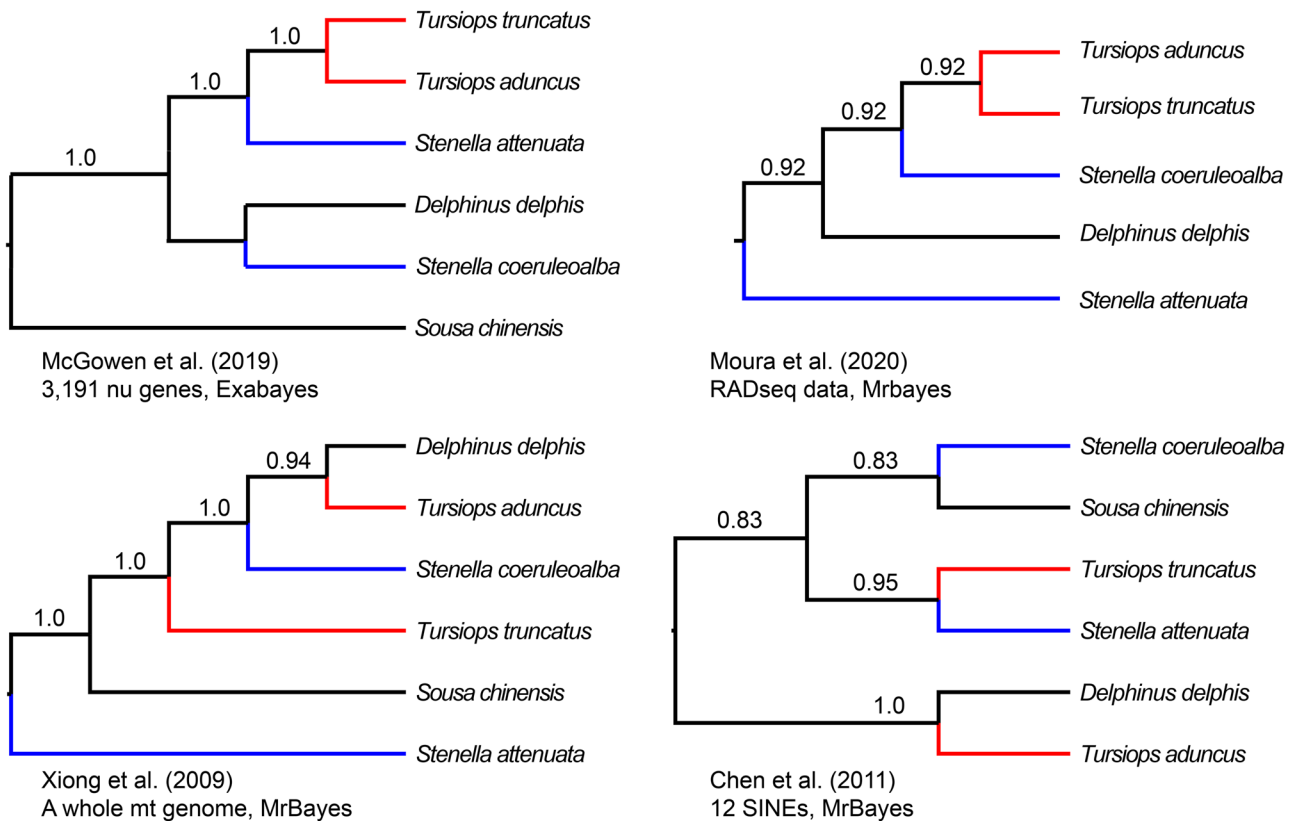 1.0
Tursiops truncatus
1.0
Tursiops aduncus
Stenella attenuata
1.0
Delphinus delphis
Stenella coeruleoalba
Sousa chinensis
McGowen et al. (2019)
3,191 nu genes, Exabayes
Tursiops aduncus
0.92
Tursiops truncatus
0.92
Stenella coeruleoalba
0.92
Delphinus delphis
Stenella attenuata
Moura et al. (2020)
RADseq data, Mrbayes
Delphinus delphis
0.94
Tursiops aduncus
1.0
Stenella coeruleoalba
1.0
Tursiops truncatus
1.0
Sousa chinensis
Stenella attenuata
Xiong et al. (2009)
A whole mt genome, MrBayes
Stenella coeruleoalba
0.83
Sousa chinensis
0.83
Tursiops truncatus
0.95
Stenella attenuata
Delphinus delphis
1.0
Tursiops aduncus
Chen et al. (2011)
12 SINEs, MrBayes